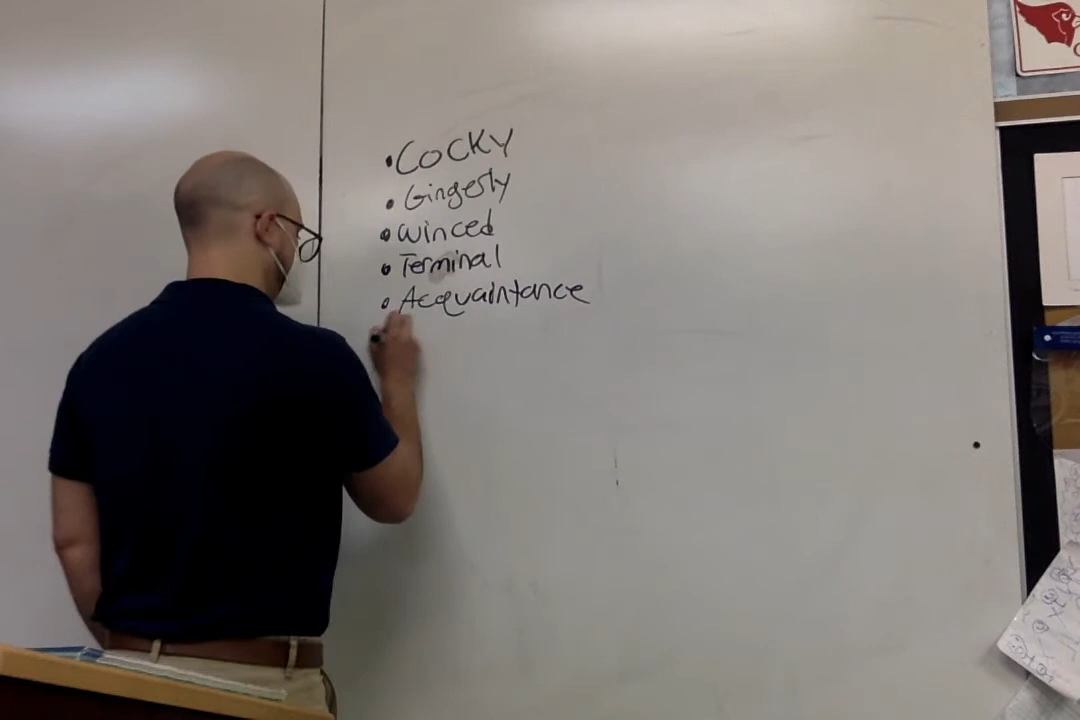 • Cocky
• Gingerly
• Winced
• Terminal
• Acquaintance